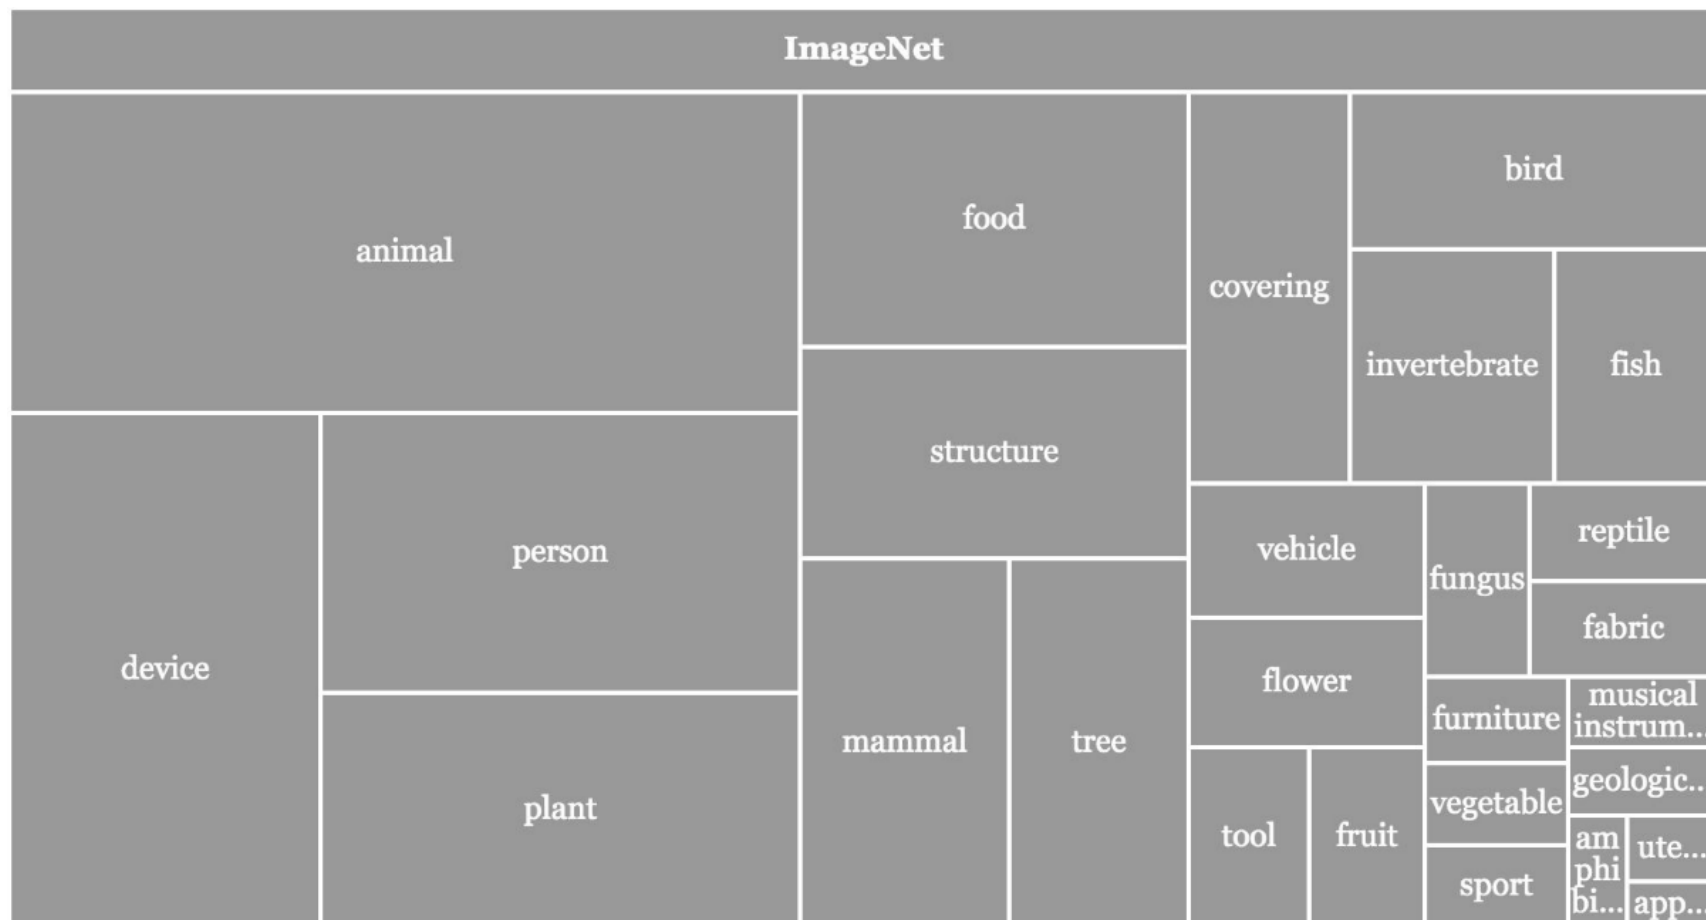 ImageNet
animal
food
covering
bird
invertebrate
fish
structure
device
person
plant
mammal
tree
vehicle
fungus
reptile
fabric
flower
furniture
musical
instrum...
vegetable
geologic...
tool
fruit
sport
am
phi
bi...
ute...
app...